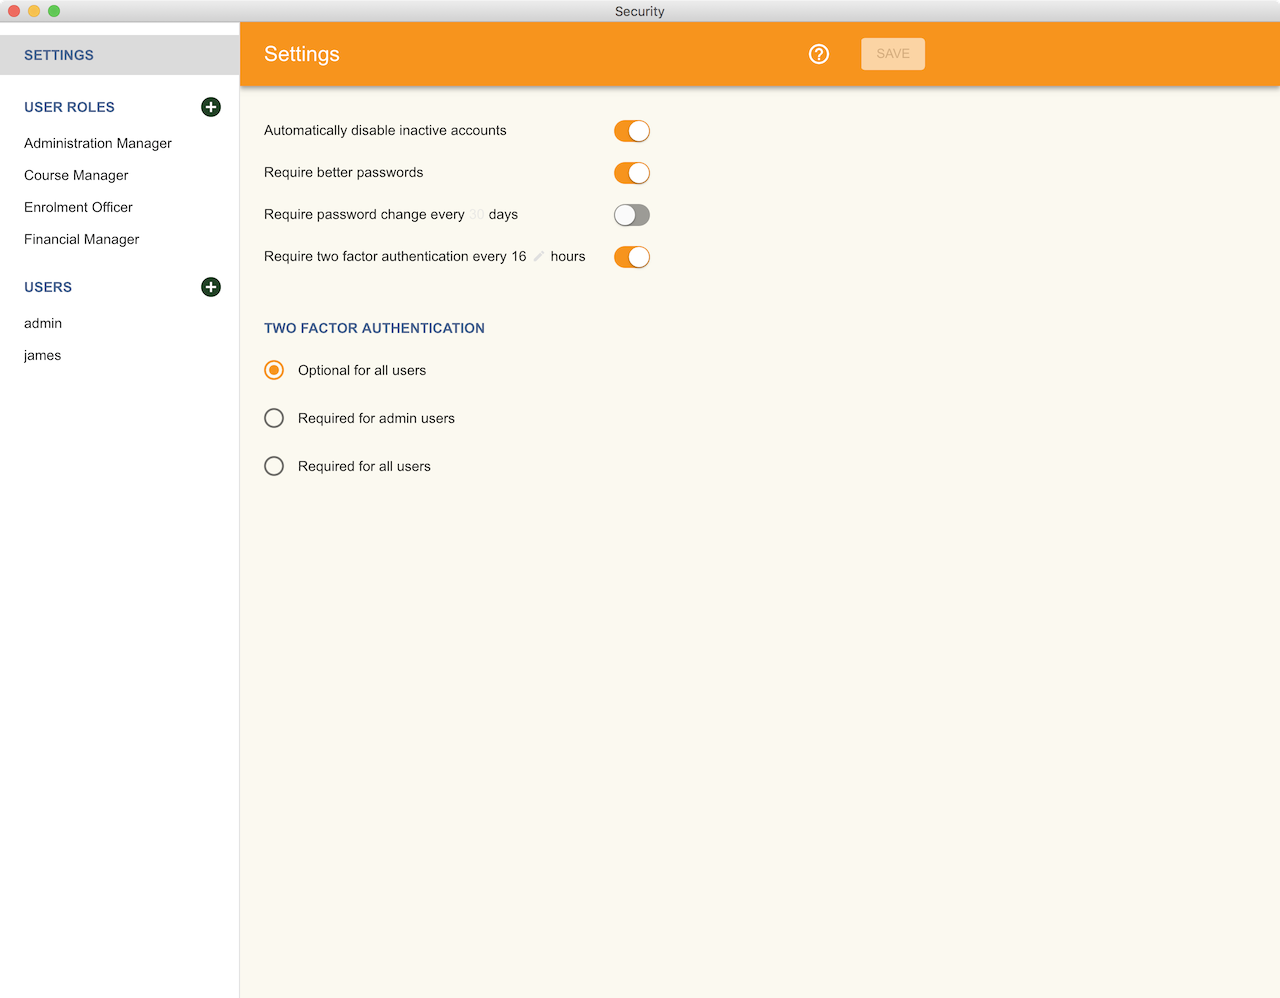 Security
SETTINGS
USER ROLES
Administration Manager
Course Manager
Enrolment Officer
Financial Manager
USERS
admin
james
Settings
SAVE
Automatically disable inactive accounts
Require better passwords
Require password change every 30 days
Require two factor authentication every 16 hours
TWO FACTOR AUTHENTICATION
Optional for all users
Required for admin users
Required for all users